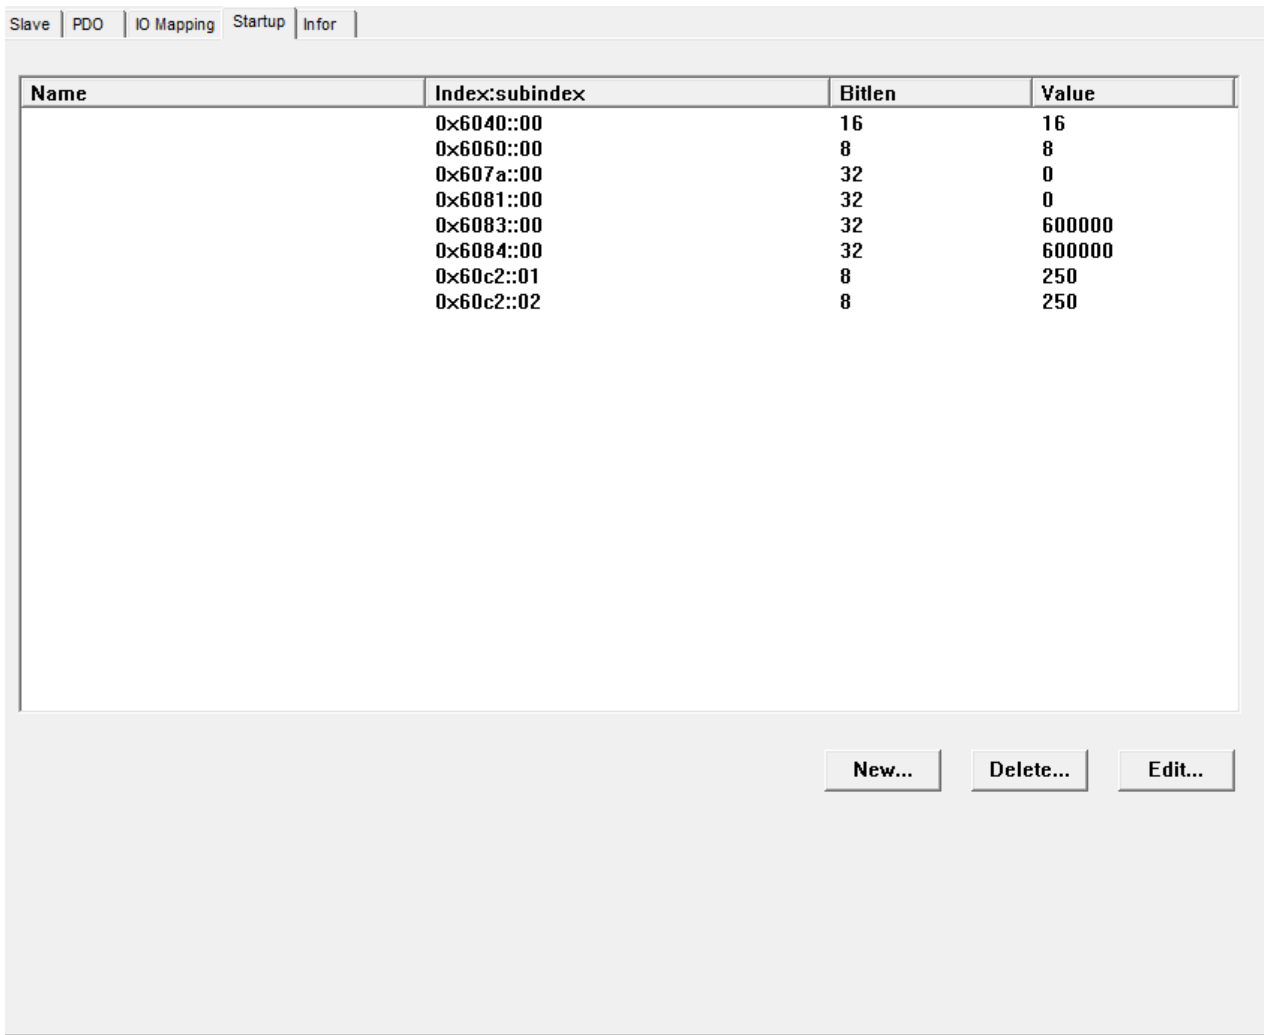 Slave PDO IO Mapping Startup Infor
Name Index:subindex Bitlen Value
0x6040::00 16 16
0x6060::00 8 8
0x607a::00 32 0
0x6081::00 32 0
0x6083::00 32 600000
0x6084::00 32 600000
0x60c2::01 8 250
0x60c2::02 8 250
New... Delete... Edit...